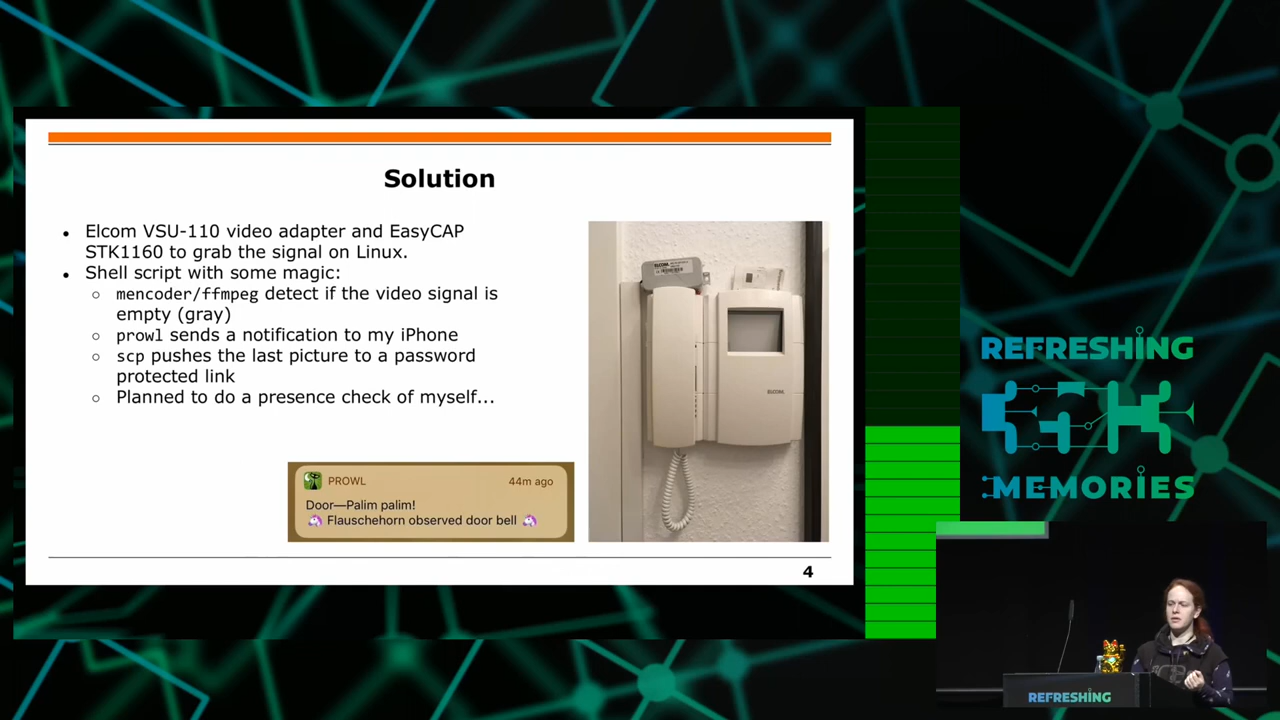 Solution
Elcom VSU-110 video adapter and EasyCAP
STK1160 to grab the signal on Linux.
Shell script with some magic:
mencoder/ffmpeg detect if the video signal is
empty (gray)
prowl sends a notification to my iPhone
scp pushes the last picture to a password
protected link
Planned to do a presence check of myself...
PROWL
44m ago
Door—Palim palim!
🦄 Flauschehorn observed door bell 🦄
ELCOM
ELCOM
4
REFRESHING
MEMORIES
REFRESHING